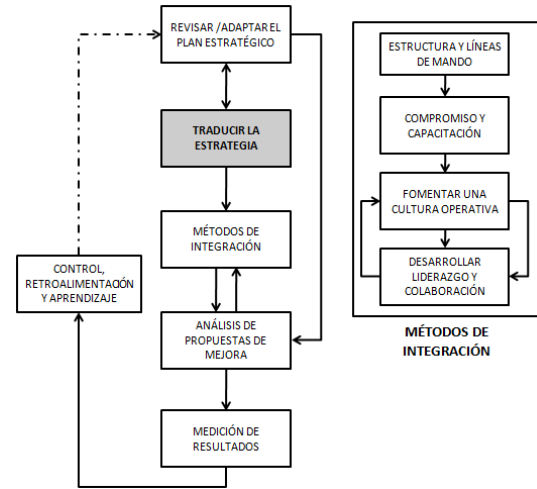 REVISAR /ADAPTAR EL
PLAN ESTRATÉGICO
TRADUCIR LA
ESTRATEGIA
MÉTODOS DE
INTEGRACIÓN
CONTROL,
RETROALIMENTACIÓN
Y APRENDIZAJE
ANÁLISIS DE
PROPUESTAS DE
MEJORA
MEDICIÓN DE
RESULTADOS
ESTRUCTURA Y LÍNEAS
DE MANDO
COMPROMISO Y
CAPACITACIÓN
FOMENTAR UNA
CULTURA OPERATIVA
DESARROLLAR
LIDERAZGO Y
COLABORACIÓN
MÉTODOS DE
INTEGRACIÓN